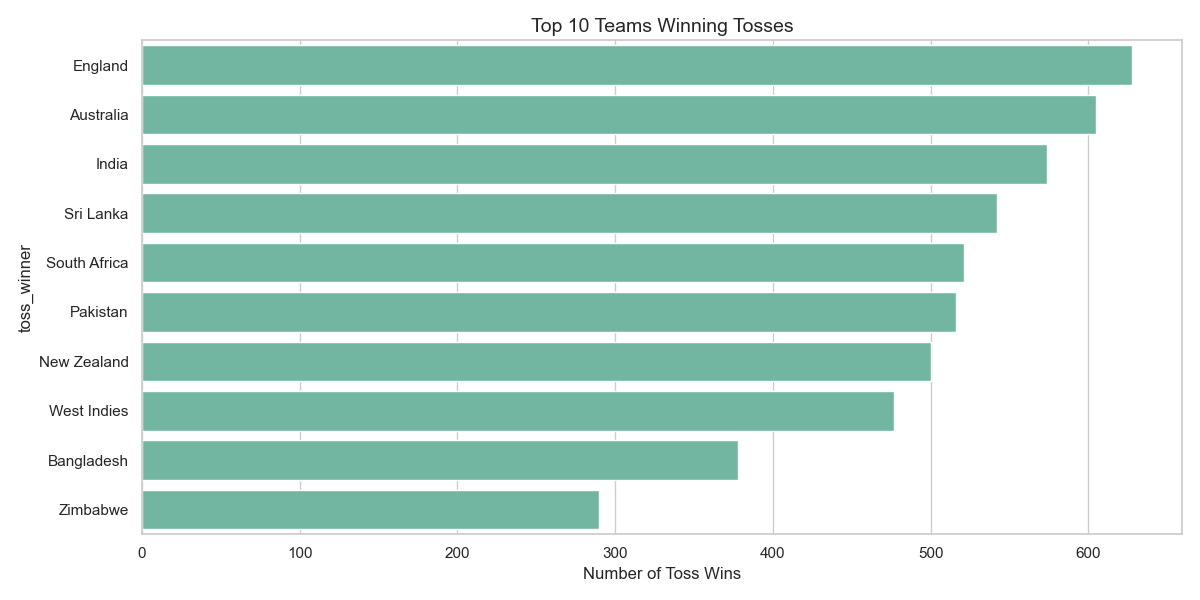 Top 10 Teams Winning Tosses
toss_winner
England
Australia
India
Sri Lanka
South Africa
Pakistan
New Zealand
West Indies
Bangladesh
Zimbabwe
0 100 200 300 400 500 600
Number of Toss Wins